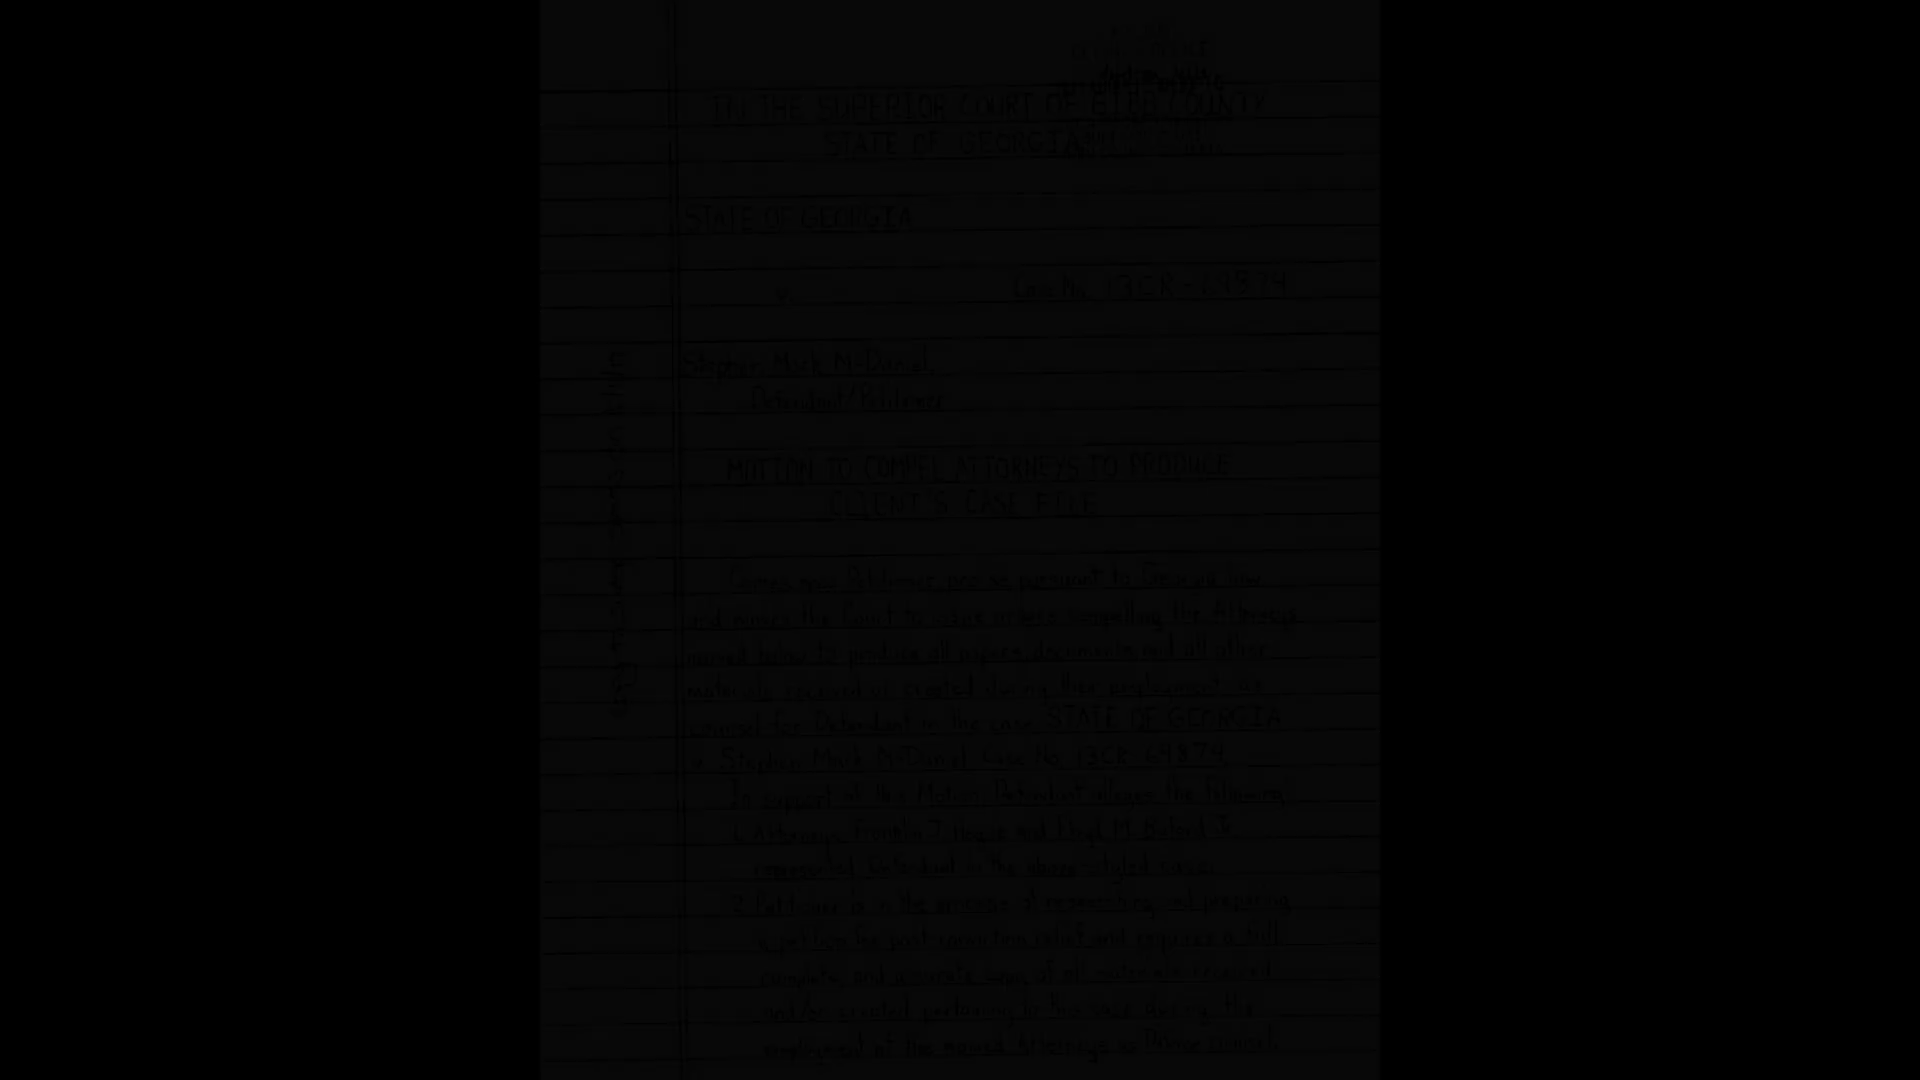 IN THE SUPERIOR COURT OF BIBB COUNTY
STATE OF GEORGIA
STATE OF GEORGIA
v.
Case No. 13CR-69874
Stephen Mark McDaniel,
Defendant/Petitioner
MOTION TO COMPEL ATTORNEYS TO PRODUCE
CLIENT'S CASE FILE
Comes now Petitioner, pro se pursuant to Georgia law
and moves the Court to issue orders compelling the Attorneys
named below to produce all papers, documents, and all other
materials received or created during their employment as
counsel for Defendant in the case STATE OF GEORGIA
v. Stephen Mark McDaniel Case No. 13CR-69874.
In support of this Motion, Defendant alleges the following:
1. Attorneys Franklin J. Hogue and Floyd M. Buford Jr.
represented Defendant in the above-styled case.
2. Petitioner is in the process of researching and preparing
a petition for post-conviction relief and requires a full,
complete, and accurate copy of all materials received
and/or created pertaining to his case during the
employment of the named Attorneys as Defense counsel.